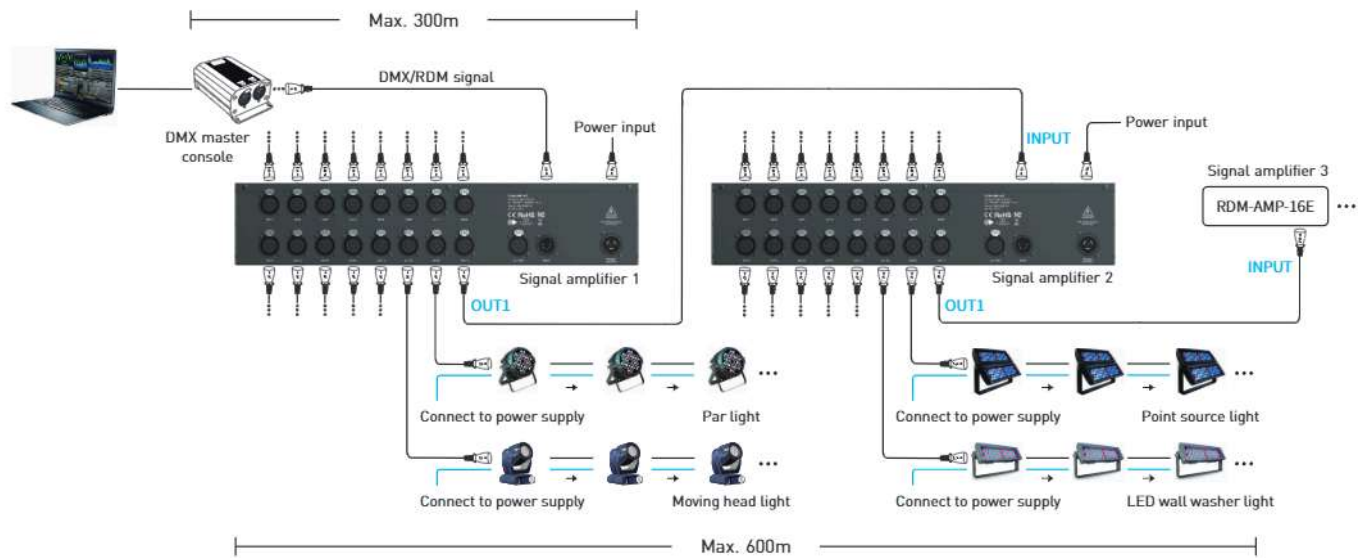 Max. 300m
DMX/RDM signal
DMX master
console
Power input
INPUT
Power input
Signal amplifier 3
RDM-AMP-16E
Signal amplifier 1
Signal amplifier 2
INPUT
OUT1
OUT1
Connect to power supply
Par light
Connect to power supply
Point source light
Connect to power supply
Moving head light
Connect to power supply
LED wall washer light
Max. 600m